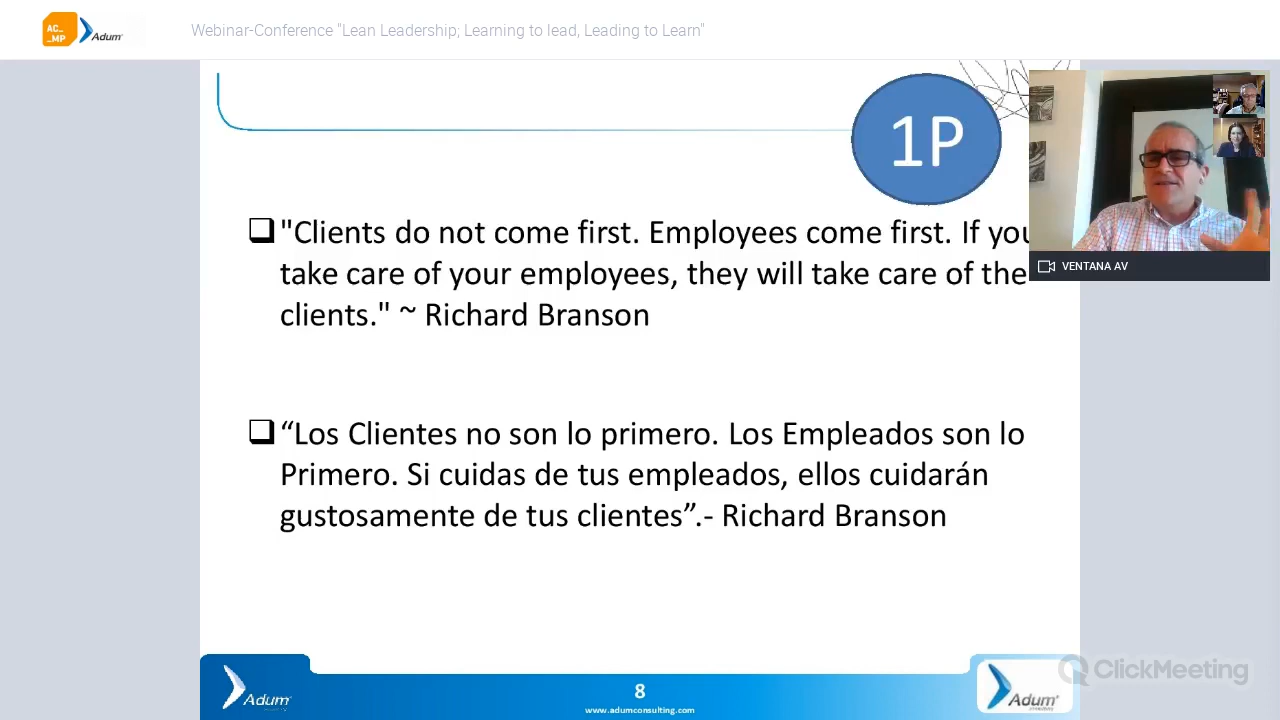 AC_
_MP
Adum
Webinar-Conference "Lean Leadership; Learning to lead, Leading to Learn"
1P
"Clients do not come first. Employees come first. If you
take care of your employees, they will take care of the
clients." ~ Richard Branson
VENTANA AV
“Los Clientes no son lo primero. Los Empleados son lo
Primero. Si cuidas de tus empleados, ellos cuidarán
gustosamente de tus clientes”.- Richard Branson
Adum
8
www.adumconsulting.com
Adum
ClickMeeting